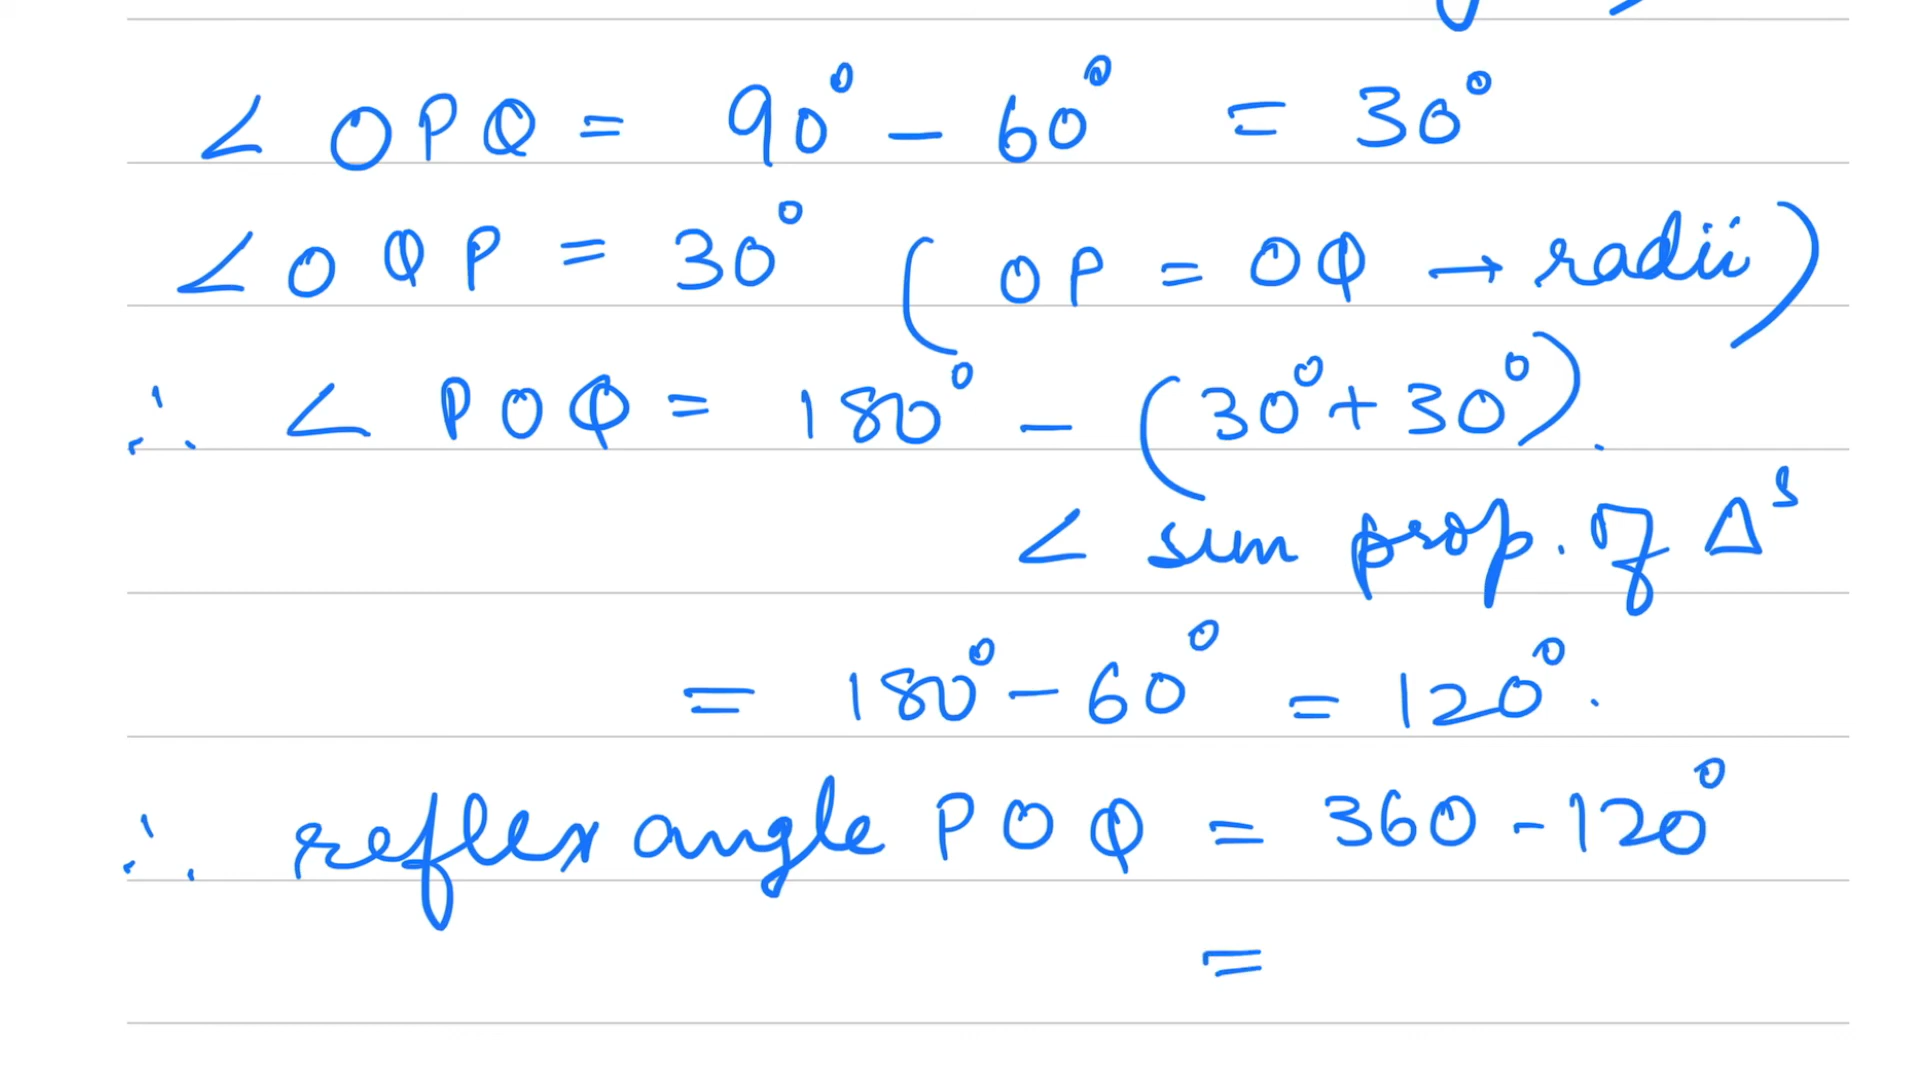 ∠ OPQ = 90° - 60° = 30°
∠OQP = 30° (OP = OQ → radii)
∴ ∠ POQ = 180° - (30°+30°).
∠ sum prop. of Δˢ
= 180° - 60° = 120°.
∴ reflex angle POQ = 360 - 120°
=